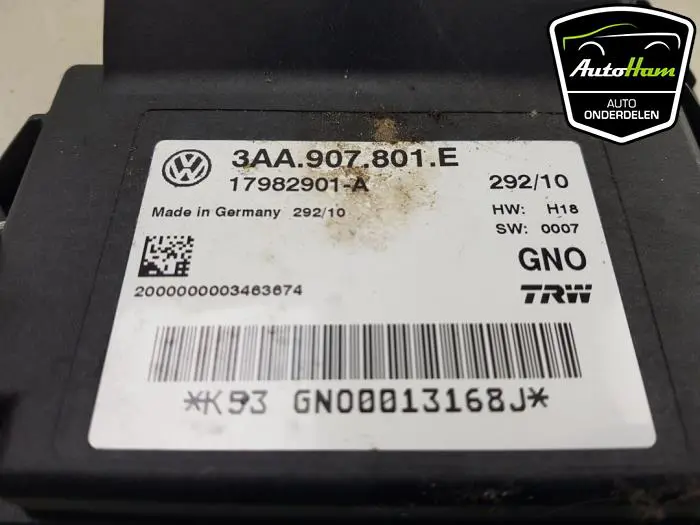 AutoHam
AUTO
ONDERDELEN
3AA.907.801.E
17982901-A
292/10
Made in Germany 292/10
HW: H18
SW: 0007
GNO
2000000003463674
TRW
*K93 GNO0013168J*